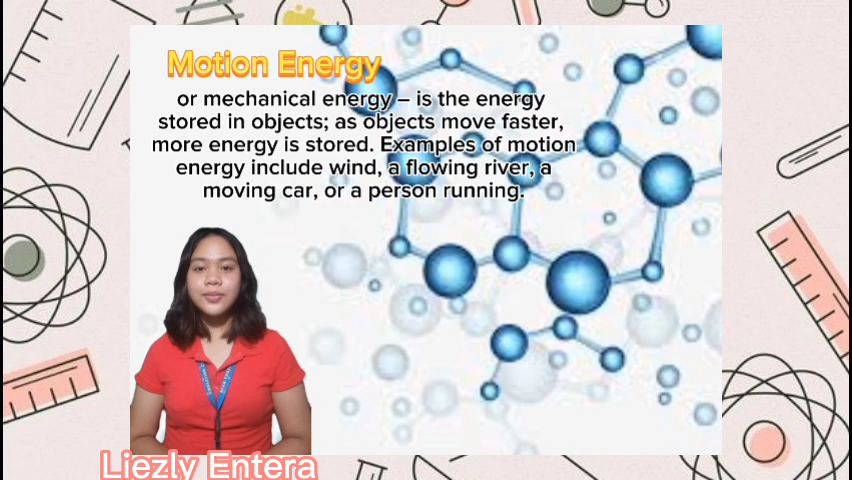 Motion Energy
or mechanical energy – is the energy
stored in objects; as objects move faster,
more energy is stored. Examples of motion
energy include wind, a flowing river, a
moving car, or a person running.
Liezly Entera